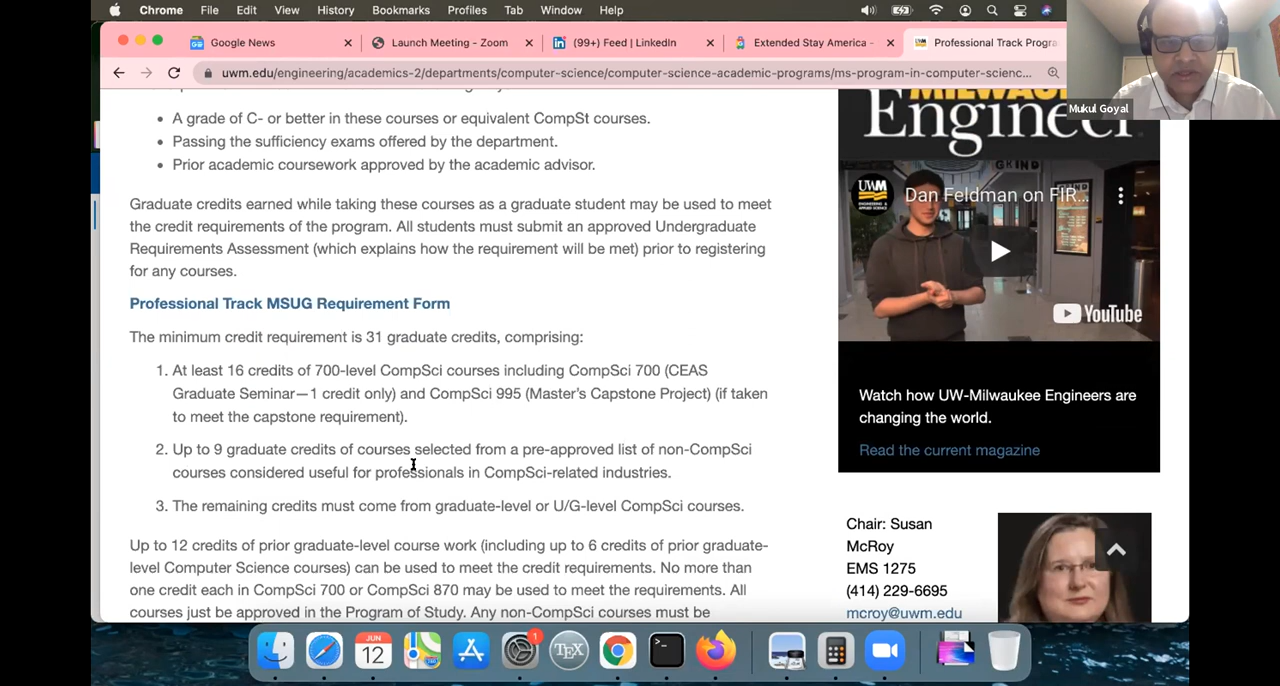 Chrome File Edit View History Bookmarks Profiles Tab Window Help
Google News
Launch Meeting - Zoom
(99+) Feed | LinkedIn
Extended Stay America -
Professional Track Progra
uwm.edu/engineering/academics-2/departments/computer-science/computer-science-academic-programs/ms-program-in-computer-scienc...
Mukul Goyal
• A grade of C- or better in these courses or equivalent CompSt courses.
• Passing the sufficiency exams offered by the department.
• Prior academic coursework approved by the academic advisor.
Graduate credits earned while taking these courses as a graduate student may be used to meet
the credit requirements of the program. All students must submit an approved Undergraduate
Requirements Assessment (which explains how the requirement will be met) prior to registering
for any courses.
Professional Track MSUG Requirement Form
The minimum credit requirement is 31 graduate credits, comprising:
1. At least 16 credits of 700-level CompSci courses including CompSci 700 (CEAS
Graduate Seminar—1 credit only) and CompSci 995 (Master's Capstone Project) (if taken
to meet the capstone requirement).
2. Up to 9 graduate credits of courses selected from a pre-approved list of non-CompSci
courses considered useful for professionals in CompSci-related industries.
3. The remaining credits must come from graduate-level or U/G-level CompSci courses.
Up to 12 credits of prior graduate-level course work (including up to 6 credits of prior graduate-
level Computer Science courses) can be used to meet the credit requirements. No more than
one credit each in CompSci 700 or CompSci 870 may be used to meet the requirements. All
courses just be approved in the Program of Study. Any non-CompSci courses must be
MILWAUKEE
Engineer
UWM
Dan Feldman on FIR...
GRIND
YouTube
Watch how UW-Milwaukee Engineers are
changing the world.
Read the current magazine
Chair: Susan
McRoy
EMS 1275
(414) 229-6695
mcroy@uwm.edu
JUN
12
1
TEX